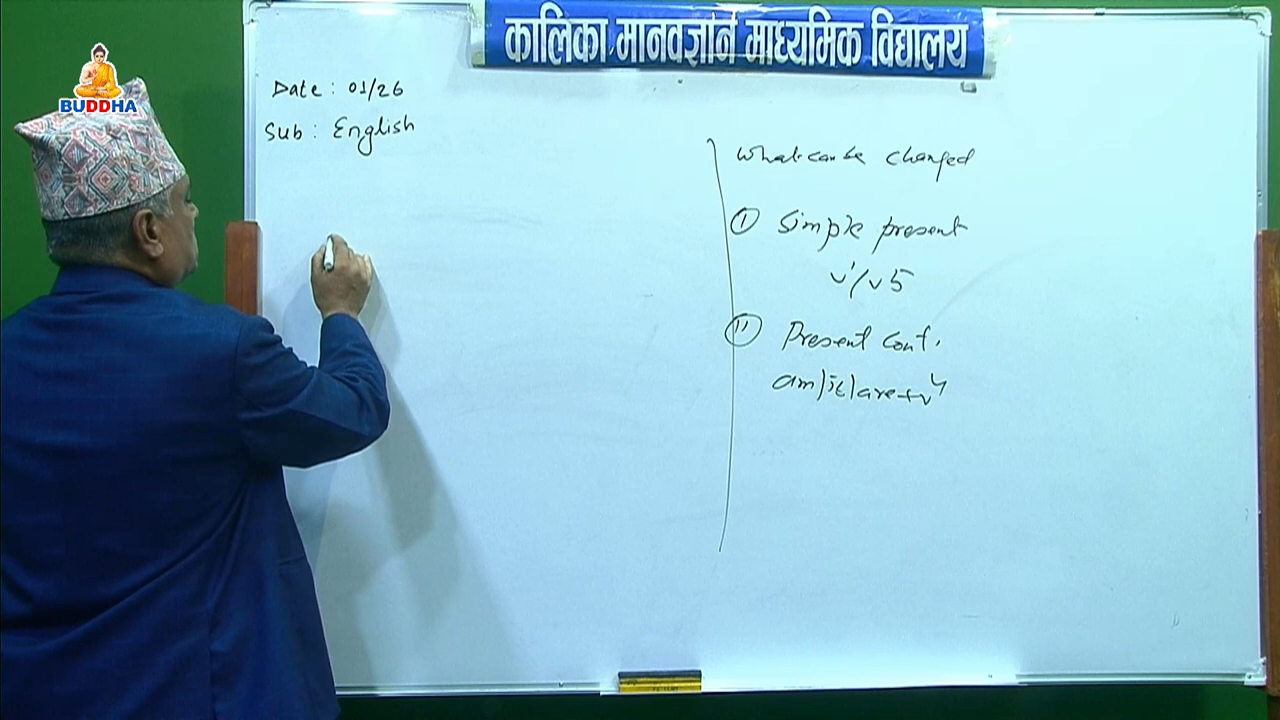 कालिका मानवज्ञान माध्यमिक विद्यालय
BUDDHA
Date : 01/26
Sub : English
What can be changed
① Simple present
v1/v5
② Present cont.
am/is/are+v4